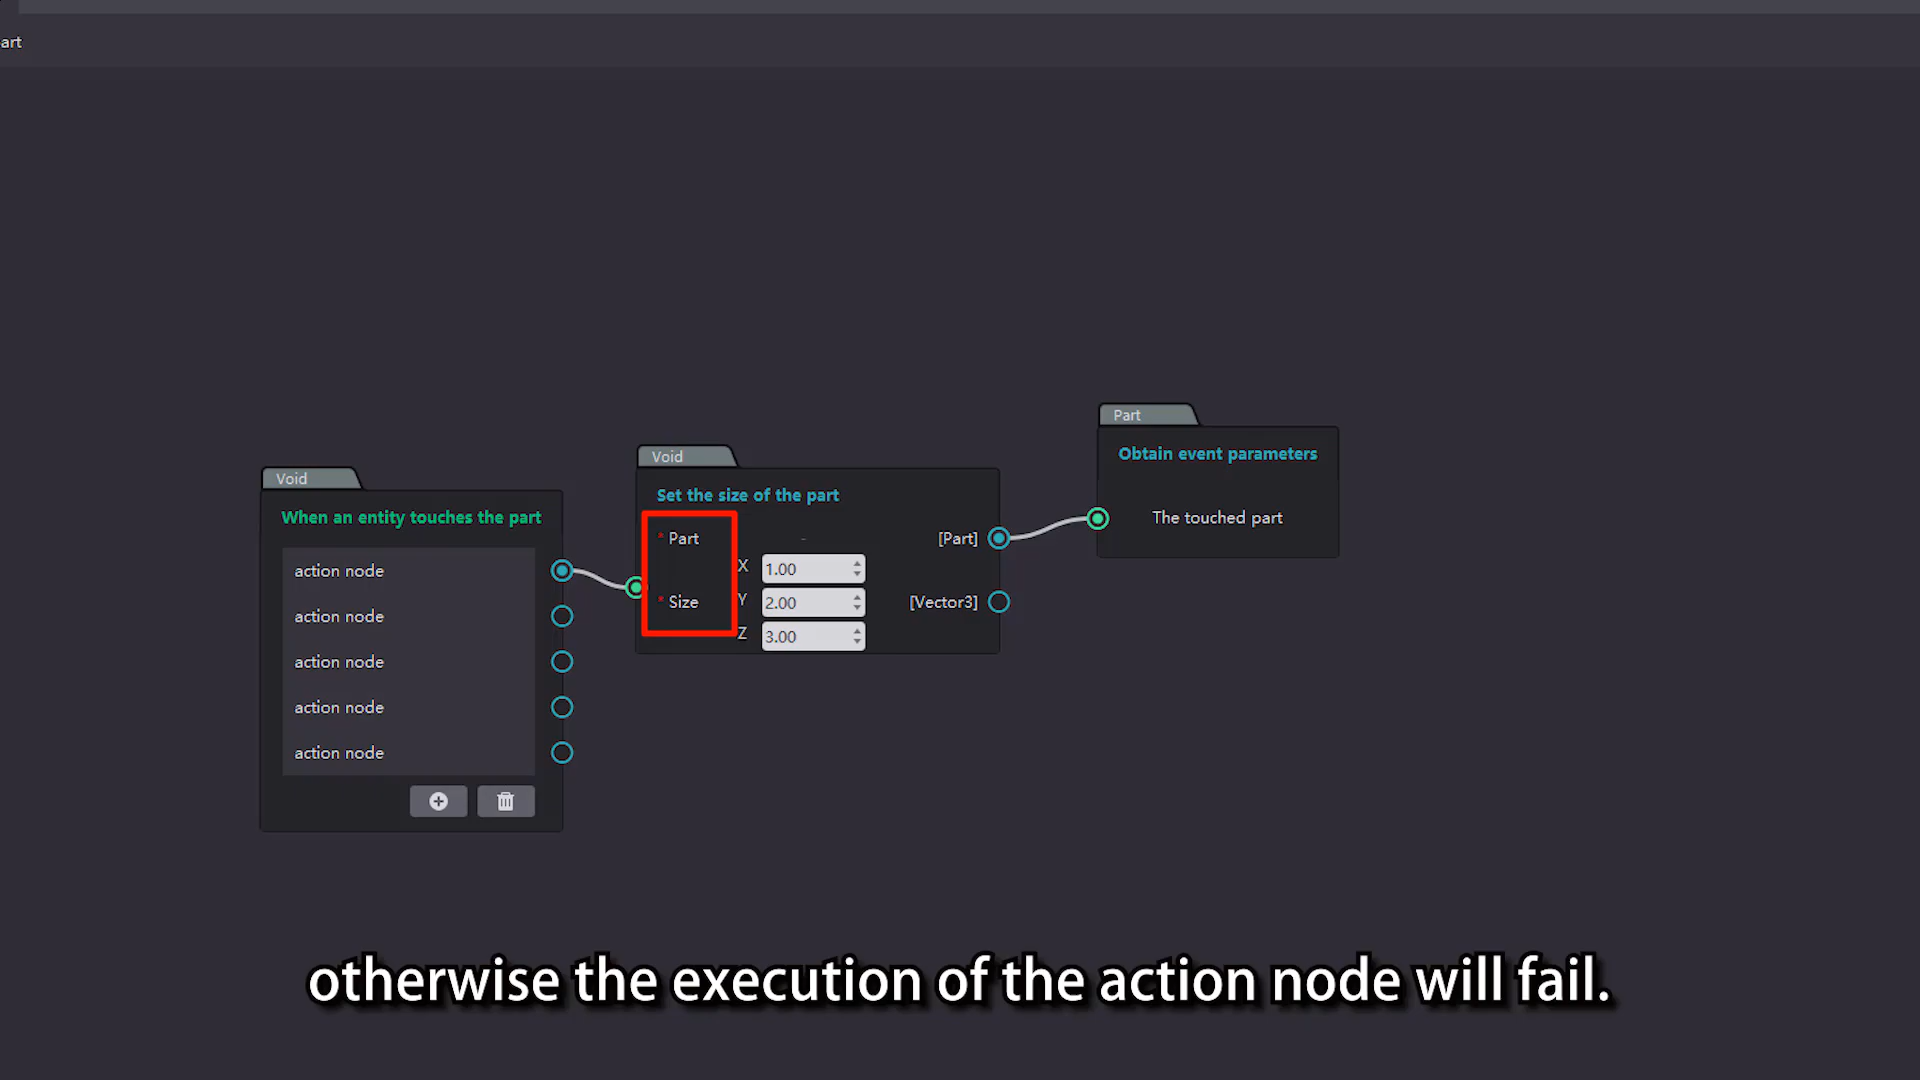 art
Void
When an entity touches the part
action node
action node
action node
action node
action node
Void
Set the size of the part
* Part - [Part]
X 1.00
* Size Y 2.00 [Vector3]
Z 3.00
Part
Obtain event parameters
The touched part
otherwise the execution of the action node will fail.